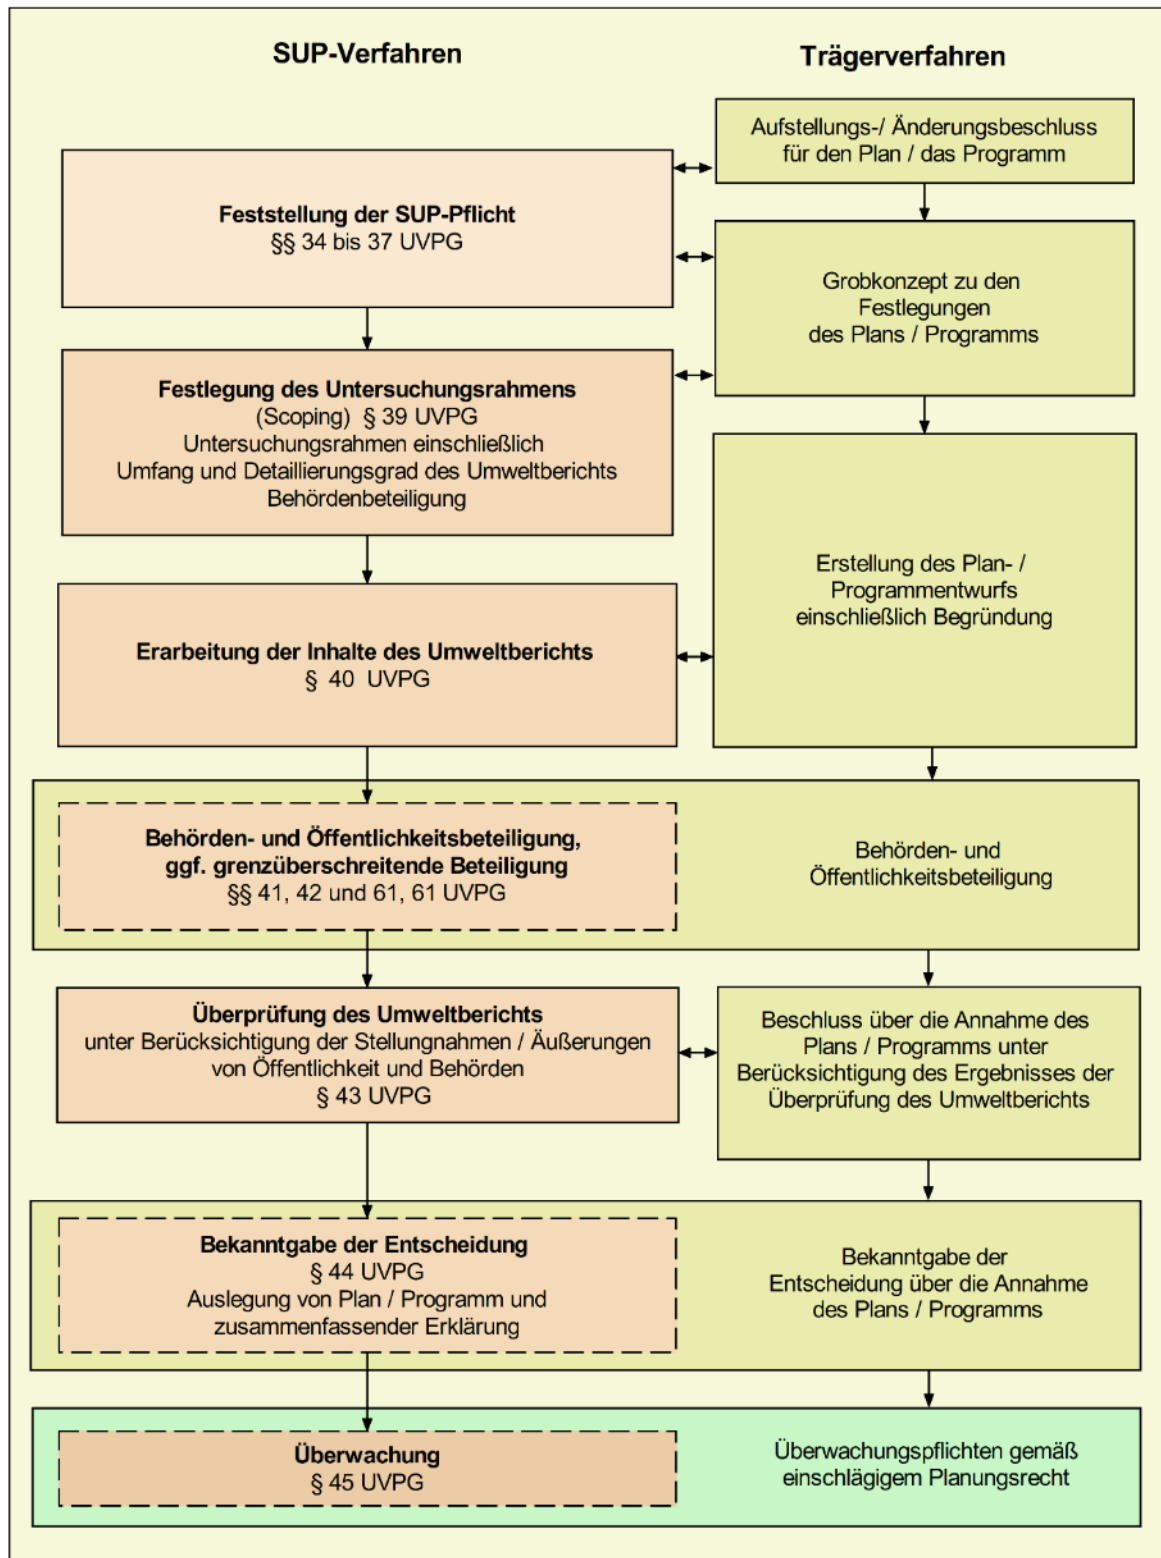 SUP-Verfahren
Trägerverfahren
Aufstellungs-/ Änderungsbeschluss
für den Plan / das Programm
Feststellung der SUP-Pflicht
§§ 34 bis 37 UVPG
Grobkonzept zu den
Festlegungen
des Plans / Programms
Festlegung des Untersuchungsrahmens
(Scoping) § 39 UVPG
Untersuchungsrahmen einschließlich
Umfang und Detaillierungsgrad des Umweltberichts
Behördenbeteiligung
Erstellung des Plan- /
Programmentwurfs
einschließlich Begründung
Erarbeitung der Inhalte des Umweltberichts
§ 40 UVPG
Behörden- und Öffentlichkeitsbeteiligung,
ggf. grenzüberschreitende Beteiligung
§§ 41, 42 und 61, 61 UVPG
Behörden- und
Öffentlichkeitsbeteiligung
Überprüfung des Umweltberichts
unter Berücksichtigung der Stellungnahmen / Äußerungen
von Öffentlichkeit und Behörden
§ 43 UVPG
Beschluss über die Annahme des
Plans / Programms unter
Berücksichtigung des Ergebnisses der
Überprüfung des Umweltberichts
Bekanntgabe der Entscheidung
§ 44 UVPG
Auslegung von Plan / Programm und
zusammenfassender Erklärung
Bekanntgabe der
Entscheidung über die Annahme
des Plans / Programms
Überwachung
§ 45 UVPG
Überwachungspflichten gemäß
einschlägigem Planungsrecht